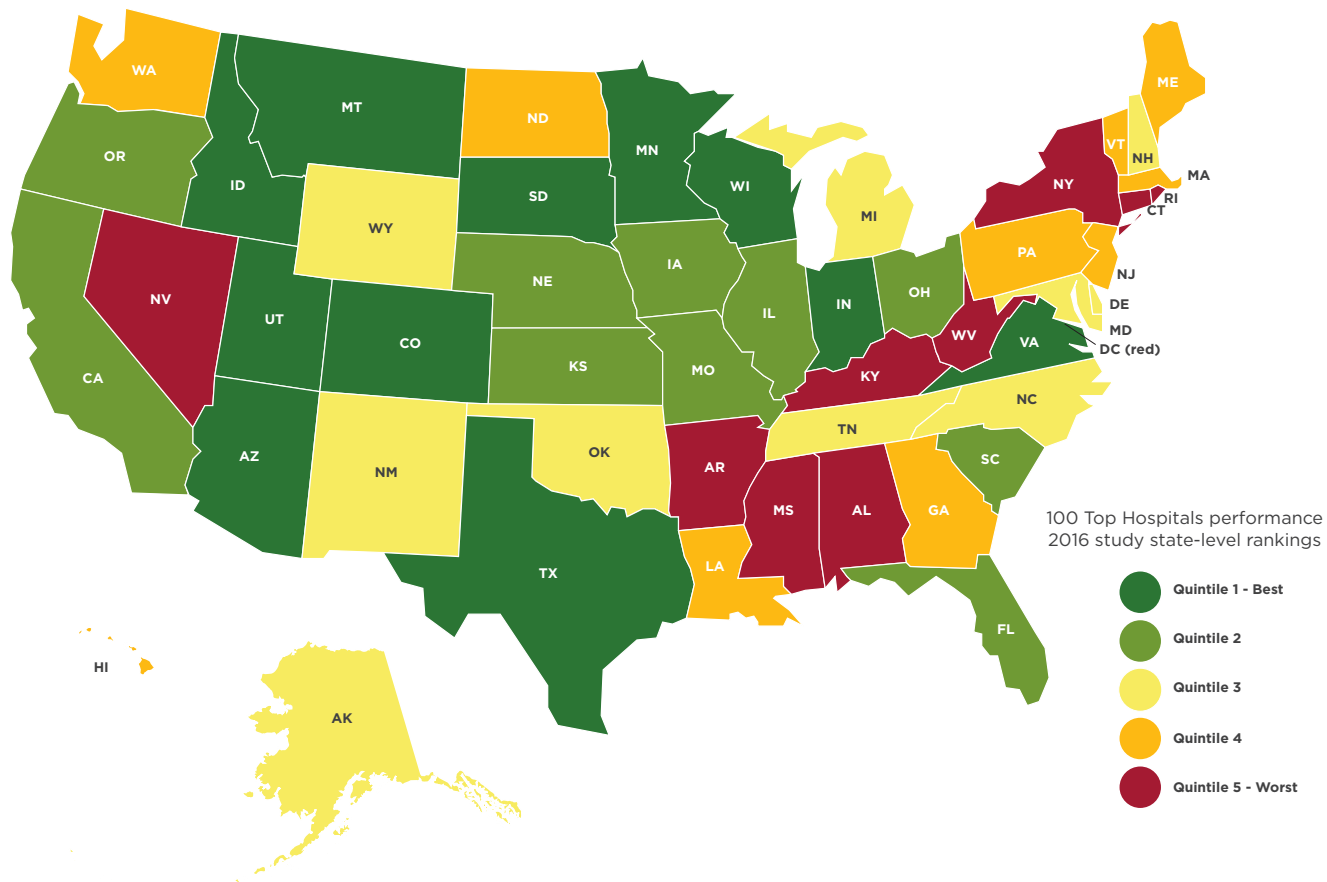 WA
MT
ND
MN
OR
ID
SD
WI
WY
MI
ME
VT
NH
MA
NY
RI
CT
PA
NJ
NV
UT
CO
NE
IA
IL
IN
OH
DE
MD
DC (red)
WV
VA
CA
KS
MO
KY
NC
TN
AZ
NM
OK
AR
SC
MS
AL
GA
TX
LA
FL
HI
AK
100 Top Hospitals performance
2016 study state-level rankings
Quintile 1 - Best
Quintile 2
Quintile 3
Quintile 4
Quintile 5 - Worst